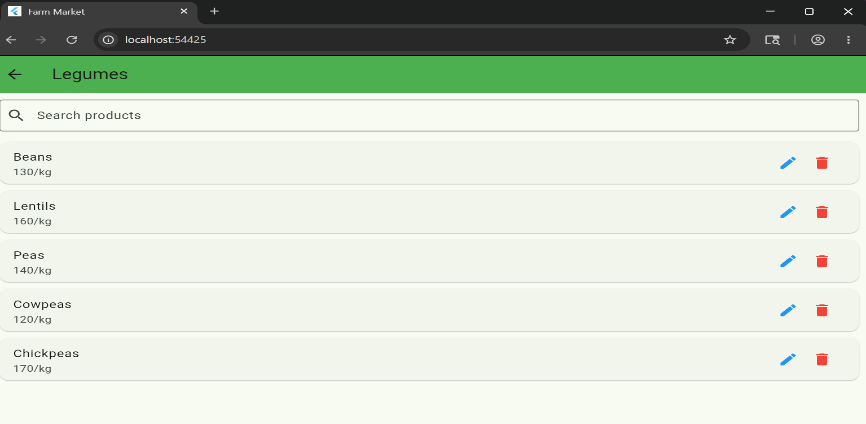 Farm Market
localhost:54425
Legumes
Search products
Beans
130/kg
Lentils
160/kg
Peas
140/kg
Cowpeas
120/kg
Chickpeas
170/kg